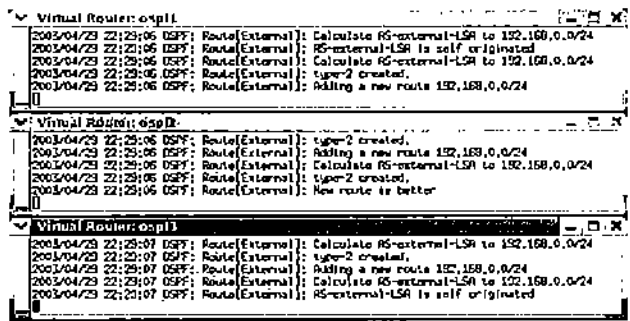 Virtual Router: ospf1
2003/04/29 22:29:06 OSPF: Route[External]: Calculate AS-external-LSA to 192.168.0.0/24
2003/04/29 22:29:06 OSPF: Route[External]: AS-external-LSA is self originated
2003/04/29 22:29:06 OSPF: Route[External]: Calculate AS-external-LSA to 192.168.0.0/24
2003/04/29 22:29:06 OSPF: Route[External]: type-2 created.
2003/04/29 22:29:06 OSPF: Route[External]: Adding a new route 192.168.0.0/24
Virtual Router: ospf2
2003/04/29 22:29:06 OSPF: Route[External]: type-2 created.
2003/04/29 22:29:06 OSPF: Route[External]: Adding a new route 192.168.0.0/24
2003/04/29 22:29:06 OSPF: Route[External]: Calculate AS-external-LSA to 192.168.0.0/24
2003/04/29 22:29:06 OSPF: Route[External]: type-2 created.
2003/04/29 22:29:06 OSPF: Route[External]: New route is better
Virtual Router: ospf3
2003/04/29 22:29:07 OSPF: Route[External]: Calculate AS-external-LSA to 192.168.0.0/24
2003/04/29 22:29:07 OSPF: Route[External]: type-2 created.
2003/04/29 22:29:07 OSPF: Route[External]: Adding a new route 192.168.0.0/24
2003/04/29 22:29:07 OSPF: Route[External]: Calculate AS-external-LSA to 192.168.0.0/24
2003/04/29 22:29:07 OSPF: Route[External]: AS-external-LSA is self originated